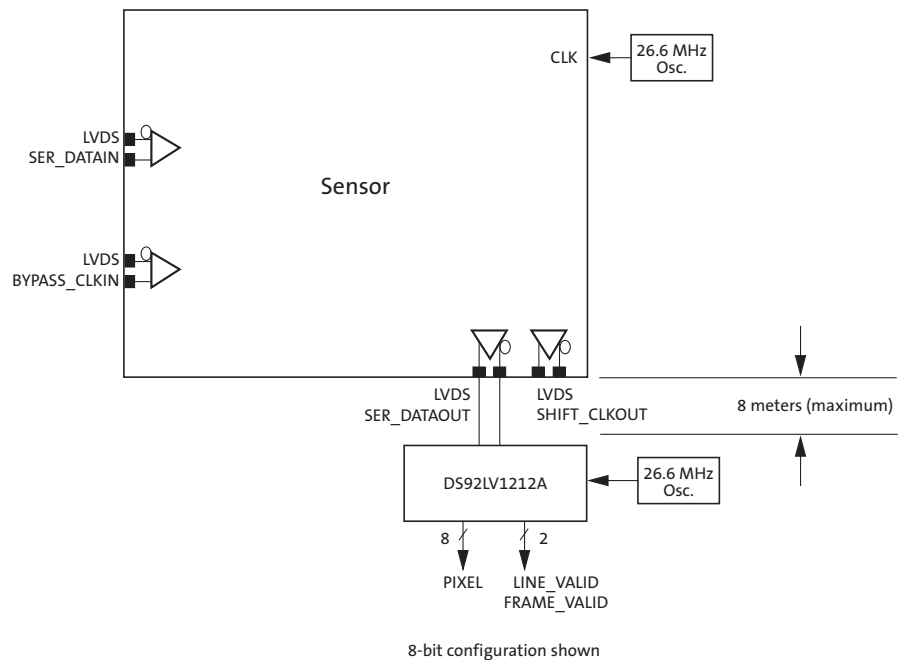 CLK
26.6 MHz
Osc.
LVDS
SER_DATAIN
Sensor
LVDS
BYPASS_CLKIN
LVDS
SER_DATAOUT
LVDS
SHIFT_CLKOUT
8 meters (maximum)
DS92LV1212A
26.6 MHz
Osc.
8
2
PIXEL
LINE_VALID
FRAME_VALID
8-bit configuration shown